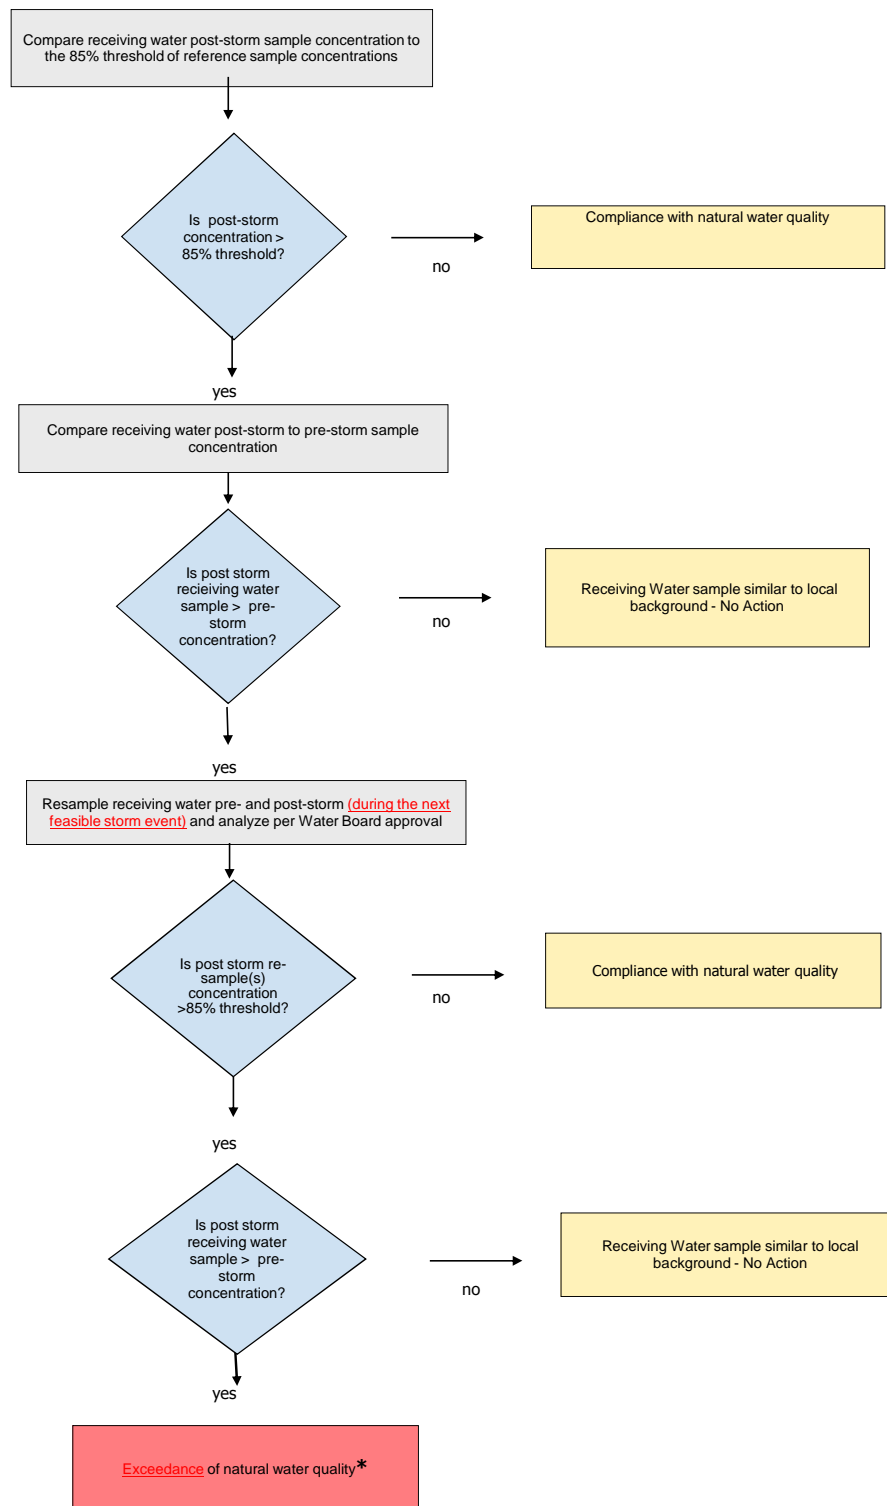 Compare receiving water post-storm sample concentration to
the 85% threshold of reference sample concentrations
Is post-storm
concentration >
85% threshold?
no
Compliance with natural water quality
yes
Compare receiving water post-storm to pre-storm sample
concentration
Is post storm
recieiving water
sample > pre-
storm
concentration?
no
Receiving Water sample similar to local
background - No Action
yes
Resample receiving water pre- and post-storm (during the next
feasible storm event) and analyze per Water Board approval
Is post storm re-
sample(s)
concentration
>85% threshold?
no
Compliance with natural water quality
yes
Is post storm
receiving water
sample > pre-
storm
concentration?
no
Receiving Water sample similar to local
background - No Action
yes
Exceedance of natural water quality*